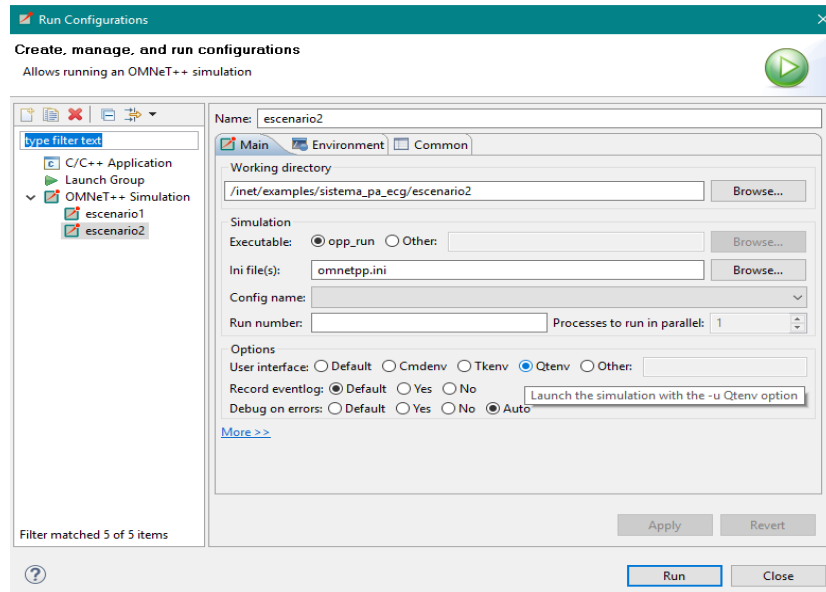 Run Configurations
Create, manage, and run configurations
Allows running an OMNeT++ simulation
type filter text
C/C++ Application
Launch Group
OMNeT++ Simulation
escenario1
escenario2
Filter matched 5 of 5 items
Name: escenario2
Main Environment Common
Working directory
/inet/examples/sistema_pa_ecg/escenario2 Browse...
Simulation
Executable: opp_run Other: Browse...
Ini file(s): omnetpp.ini Browse...
Config name:
Run number: Processes to run in parallel: 1
Options
User interface: Default Cmdenv Tkenv Qtenv Other:
Record eventlog: Default Yes No
Launch the simulation with the -u Qtenv option
Debug on errors: Default Yes No Auto
More >>
Apply Revert
Run Close